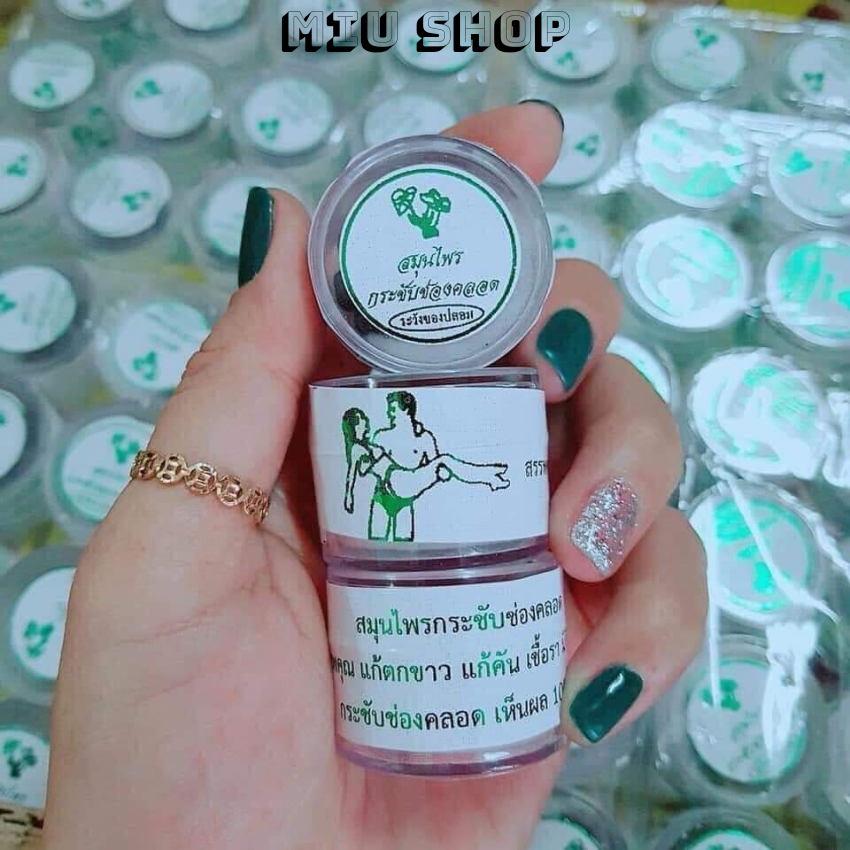 MIU SHOP
สมุนไพร
กระชับช่องคลอด
ระวังของปลอม
สมุนไพรกระชับช่องคลอด
แก้ตกขาว แก้คัน เชื้อรา
กระชับช่องคลอด เห็นผล